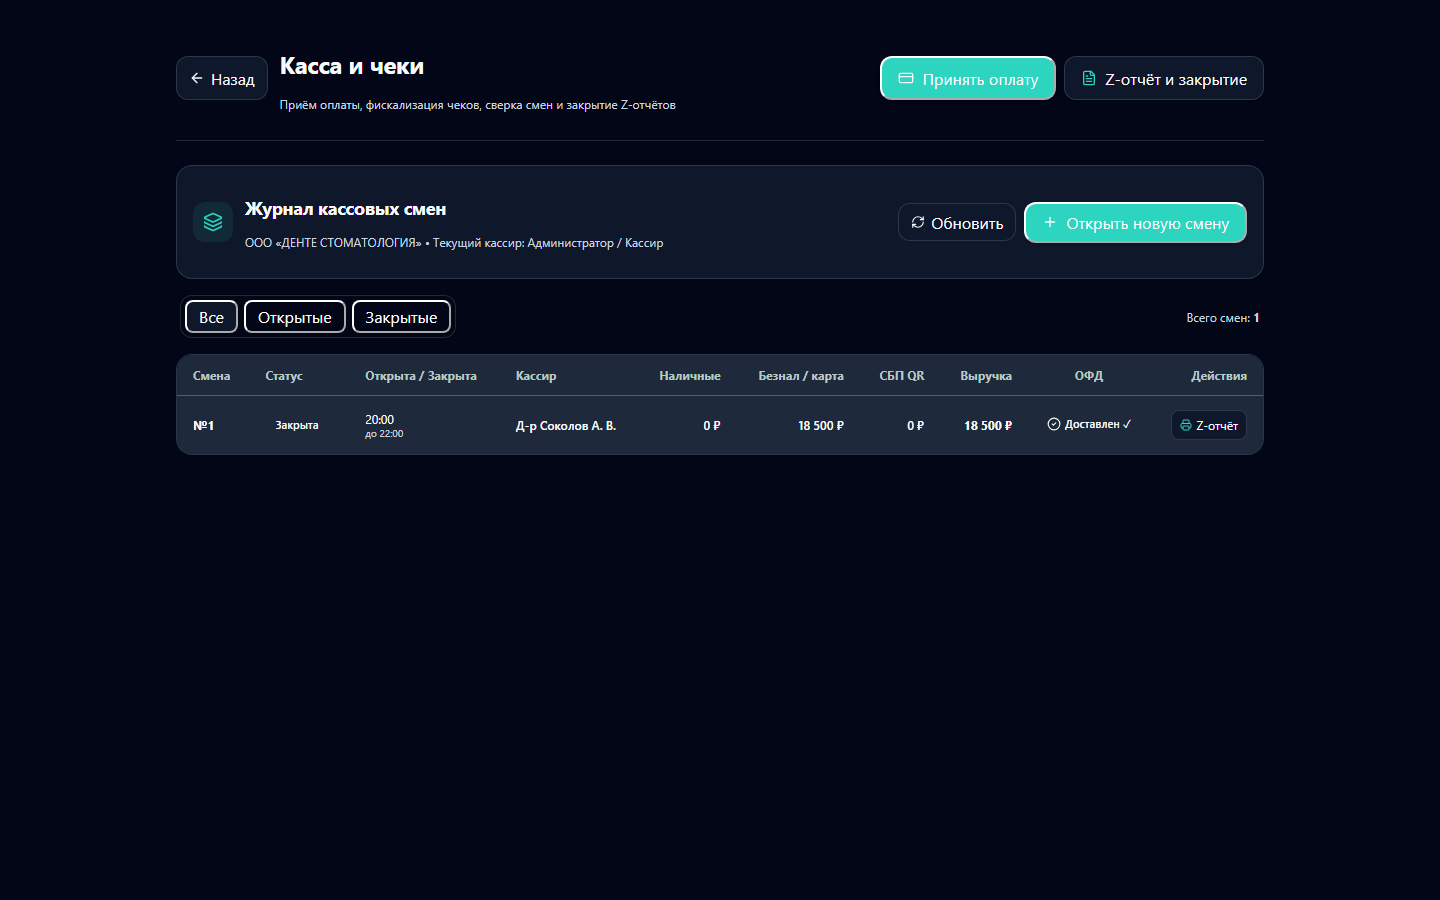 Назад
Касса и чеки
Приём оплаты, фискализация чеков, сверка смен и закрытие Z-отчётов
Принять оплату
Z-отчёт и закрытие
Журнал кассовых смен
ООО «ДЕНТЕ СТОМАТОЛОГИЯ» • Текущий кассир: Администратор / Кассир
Обновить
Открыть новую смену
Все Открытые Закрытые
Всего смен: 1
Смена Статус Открыта / Закрыта Кассир Наличные Безнал / карта СБП QR Выручка ОФД Действия
№1 Закрыта 20:00 Д-р Соколов А. В. 0 ₽ 18 500 ₽ 0 ₽ 18 500 ₽ Доставлен ✓ Z-отчёт
до 22:00